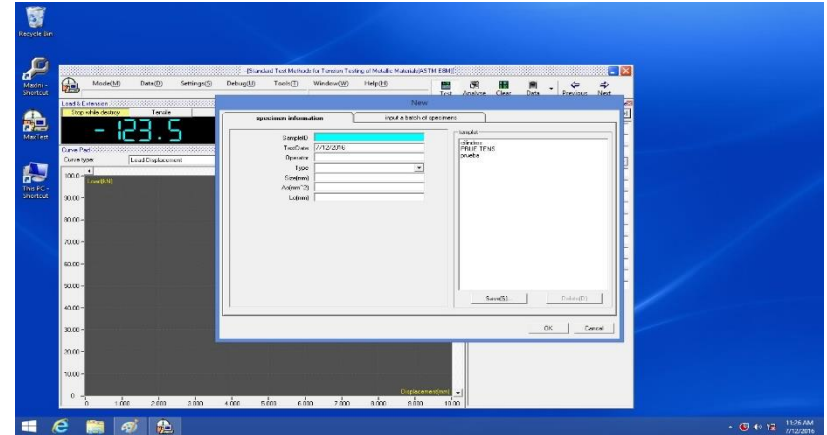 Recycle Bin
Maxini -
Shortcut
MaxTest
This PC -
Shortcut
-(Standard Test Methods for Tension Testing of Metallic Materials(ASTM E8M))
Mode(M) Data(D) Settings(S) Debug(U) Tools(T) Window(W) Help(H)
Test Analyse Clear Data Previous Next
Load & Extension
Stop while destroy Tensile
-123.5
Curve Pad
Curve type: Load-Displacement
Load(kN)
100.0
90.00
80.00
70.00
60.00
50.00
40.00
30.00
20.00
10.00
0
Displacement(mm)
0 1.000 2.000 3.000 4.000 5.000 6.000 7.000 8.000 9.000 10.00
New
specimen information
input a batch of specimens
SampleID
TestDate 7/12/2016
Operator
Type
Size(mm)
Ao(mm^2)
Lo(mm)
template
cilindros
PRUE TENS
prueba
Save(S)
Delete(D)
OK
Cancel
11:26 AM
7/12/2016